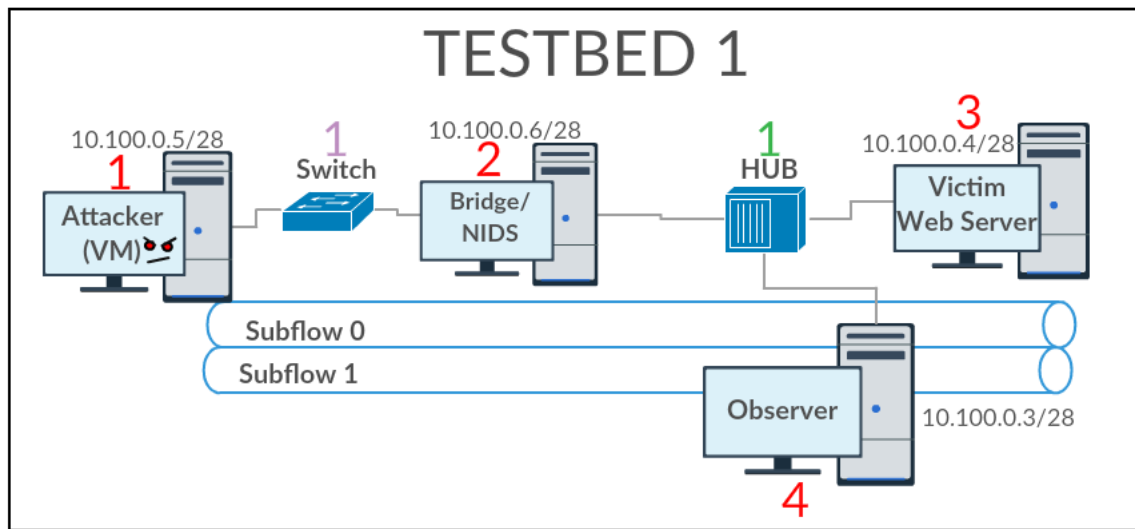 TESTBED 1
10.100.0.5/28
1
Attacker
(VM)
1
Switch
10.100.0.6/28
2
Bridge/
NIDS
1
HUB
3
10.100.0.4/28
Victim
Web Server
Subflow 0
Subflow 1
Observer
10.100.0.3/28
4